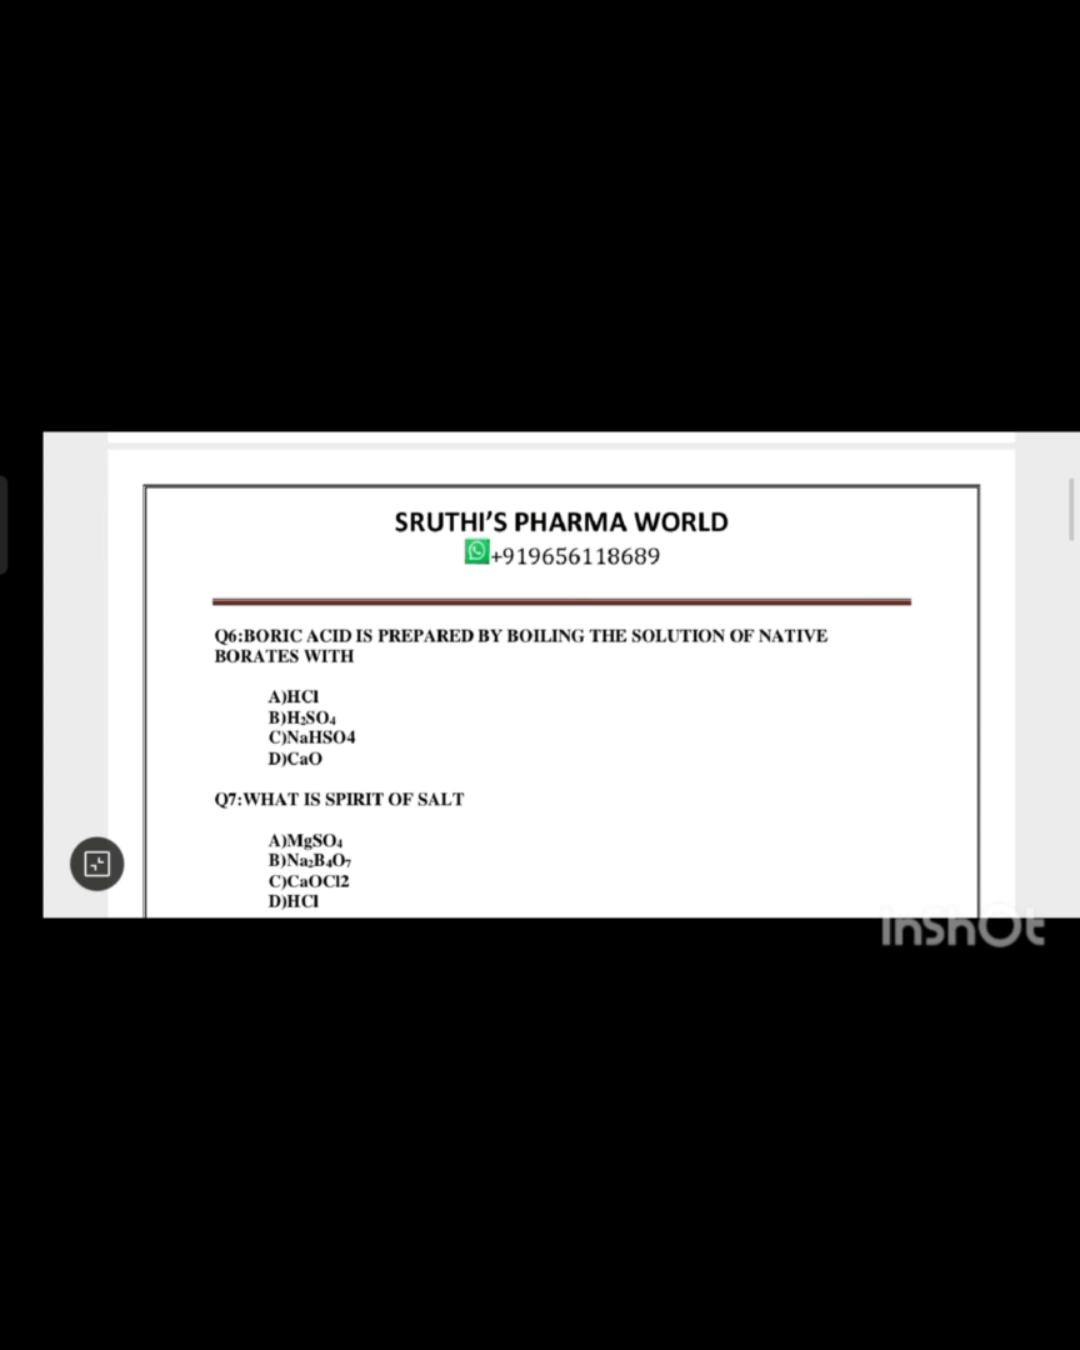 SRUTHI'S PHARMA WORLD
+919656118689
Q6:BORIC ACID IS PREPARED BY BOILING THE SOLUTION OF NATIVE
BORATES WITH
A)HCl
B)H₂SO₄
C)NaHSO4
D)CaO
Q7:WHAT IS SPIRIT OF SALT
A)MgSO₄
B)Na₂B₄O₇
C)CaOCl2
D)HCl
InShOt